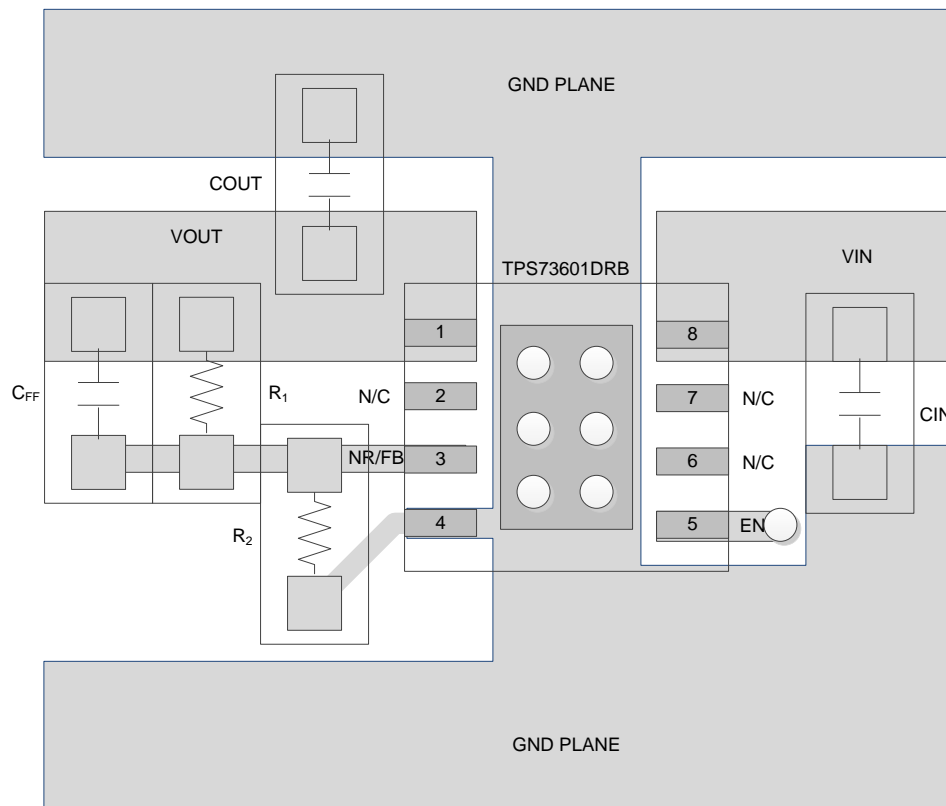 GND PLANE
COUT
VOUT
TPS73601DRB
VIN
1
8
CFF
R1
N/C
2
7
N/C
CIN
NR/FB
3
6
N/C
R2
4
5
EN
GND PLANE